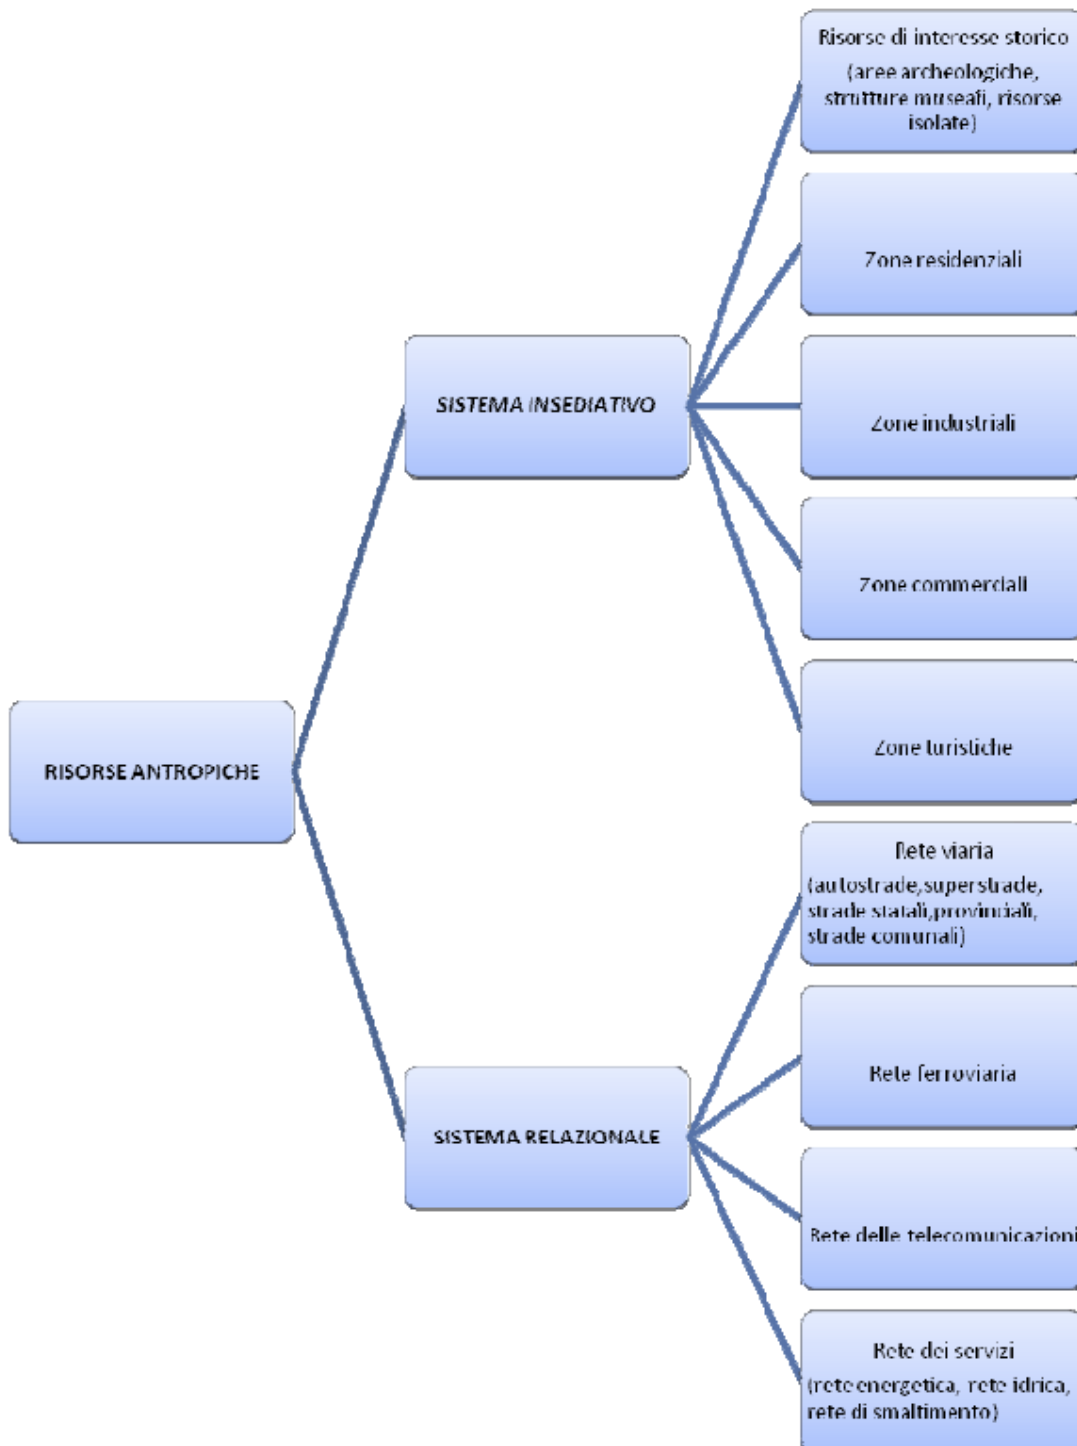 Risorse di interesse storico
(aree archeologiche,
strutture museali, risorse
isolate)
Zone residenziali
SISTEMA INSEDIATIVO
Zone industriali
Zone commerciali
Zone turistiche
RISORSE ANTROPICHE
Rete viaria
(autostrade,superstrade,
strade statali,provinciali,
strade comunali)
Rete ferroviaria
SISTEMA RELAZIONALE
Rete delle telecomunicazioni
Rete dei servizi
(rete energetica, rete idrica,
rete di smaltimento)